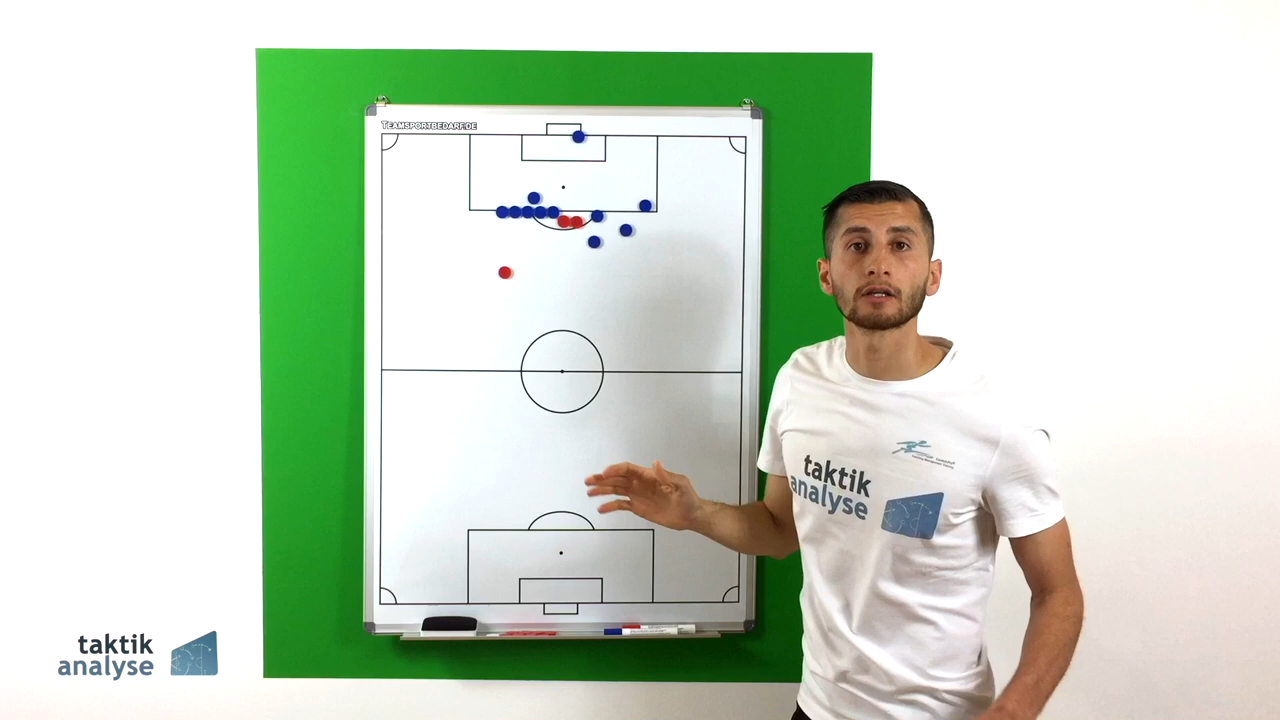 TEAMSPORTBEDARF.DE
taktik
analyse
taktik
analyse